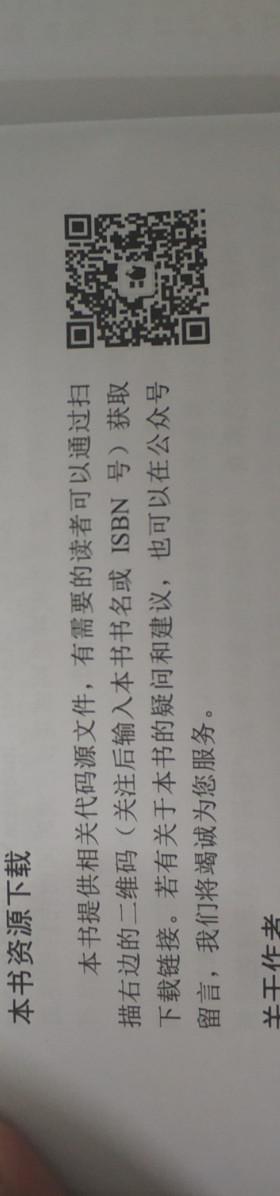 本书资源下载
本书提供相关代码源文件，有需要的读者可以通过扫
描右边的二维码（关注后输入本书书名或 ISBN 号）获取
下载链接。若有关于本书的疑问和建议，也可以在公众号
留言，我们将竭诚为您服务。
关于作者